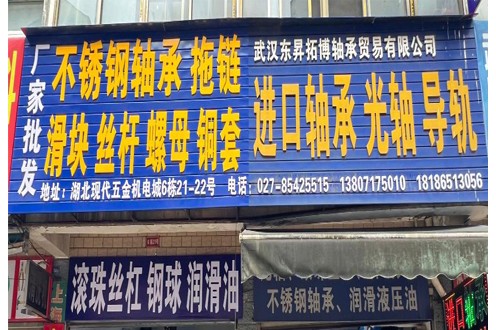 厂家批发
不锈钢轴承 拖链
滑块 丝杆 螺母 铜套
武汉东昇拓博轴承贸易有限公司
进口轴承 光轴 导轨
地址：湖北现代五金机电城6栋21-22号 电话：027-85425515 13807175010 18186513056
滚珠丝杠 钢球 润滑油
不锈钢轴承、润滑液压油